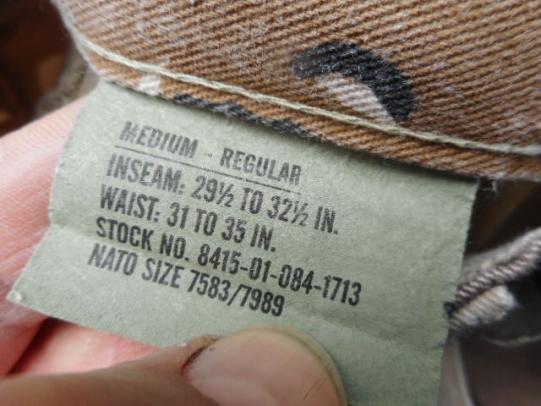 MEDIUM - REGULAR
INSEAM: 29½ TO 32½ IN.
WAIST: 31 TO 35 IN.
STOCK NO. 8415-01-084-1713
NATO SIZE 7583/7989